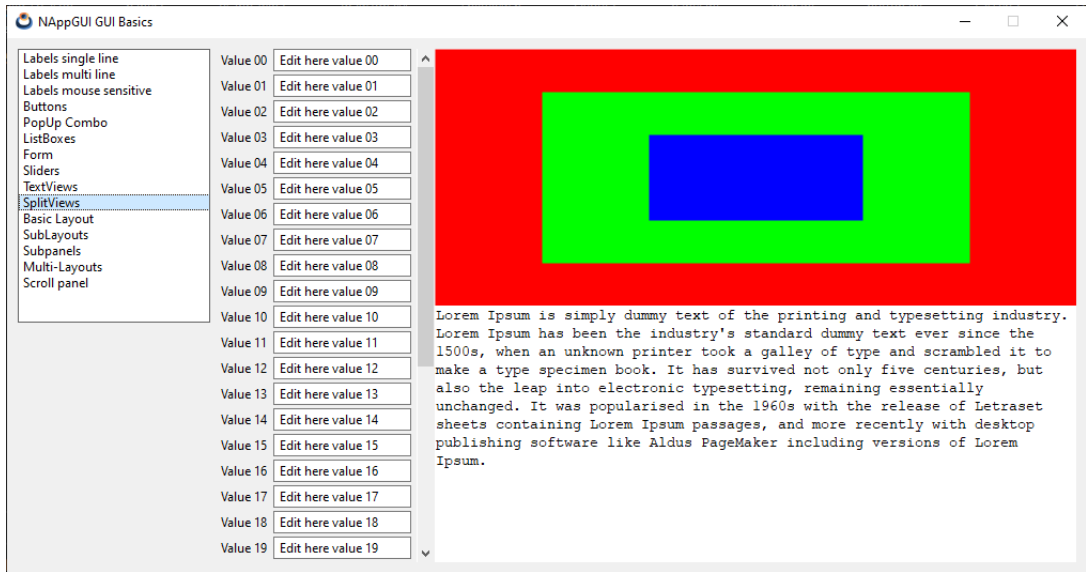 NAppGUI GUI Basics
Labels single line
Labels multi line
Labels mouse sensitive
Buttons
PopUp Combo
ListBoxes
Form
Sliders
TextViews
SplitViews
Basic Layout
SubLayouts
Subpanels
Multi-Layouts
Scroll panel
Value 00 Edit here value 00
Value 01 Edit here value 01
Value 02 Edit here value 02
Value 03 Edit here value 03
Value 04 Edit here value 04
Value 05 Edit here value 05
Value 06 Edit here value 06
Value 07 Edit here value 07
Value 08 Edit here value 08
Value 09 Edit here value 09
Value 10 Edit here value 10
Value 11 Edit here value 11
Value 12 Edit here value 12
Value 13 Edit here value 13
Value 14 Edit here value 14
Value 15 Edit here value 15
Value 16 Edit here value 16
Value 17 Edit here value 17
Value 18 Edit here value 18
Value 19 Edit here value 19
Lorem Ipsum is simply dummy text of the printing and typesetting industry.
Lorem Ipsum has been the industry's standard dummy text ever since the
1500s, when an unknown printer took a galley of type and scrambled it to
make a type specimen book. It has survived not only five centuries, but
also the leap into electronic typesetting, remaining essentially
unchanged. It was popularised in the 1960s with the release of Letraset
sheets containing Lorem Ipsum passages, and more recently with desktop
publishing software like Aldus PageMaker including versions of Lorem
Ipsum.